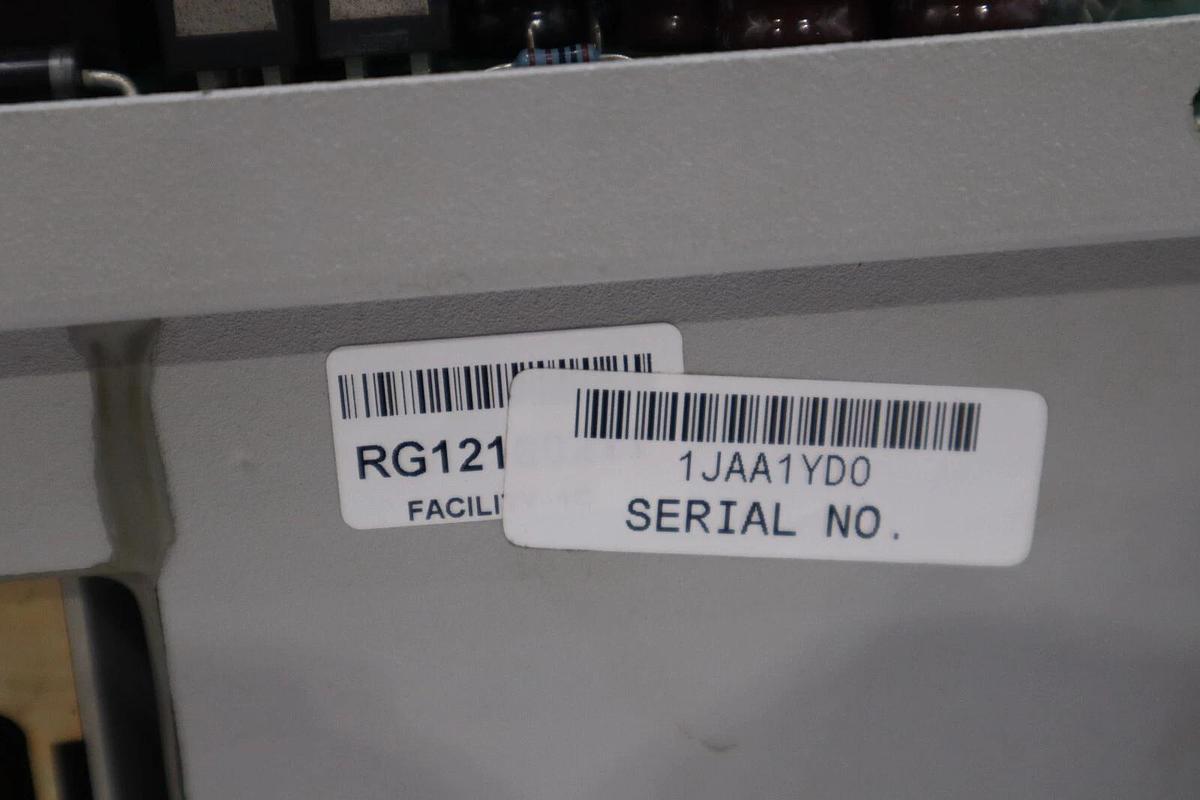 RG121
FACILI
1JAA1YD0
SERIAL NO.